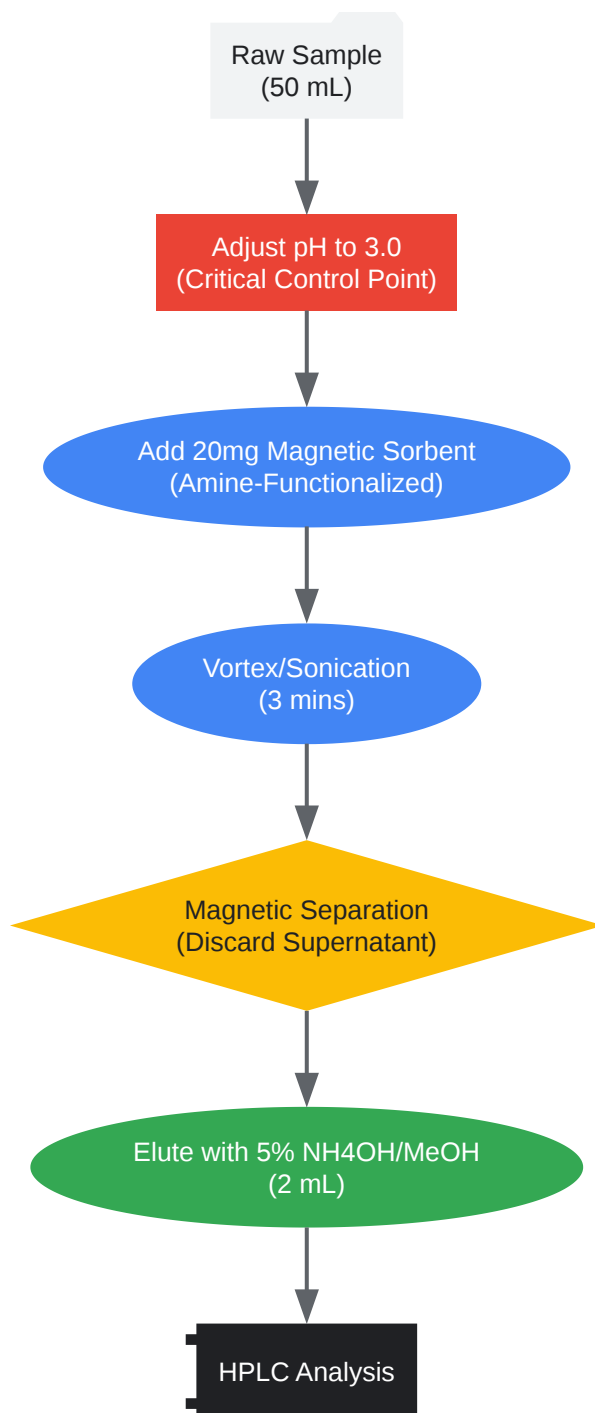 Raw Sample
(50 mL)
Adjust pH to 3.0
(Critical Control Point)
Add 20mg Magnetic Sorbent
(Amine-Functionalized)
Vortex/Sonication
(3 mins)
Magnetic Separation
(Discard Supernatant)
Elute with 5% NH4OH/MeOH
(2 mL)
HPLC Analysis